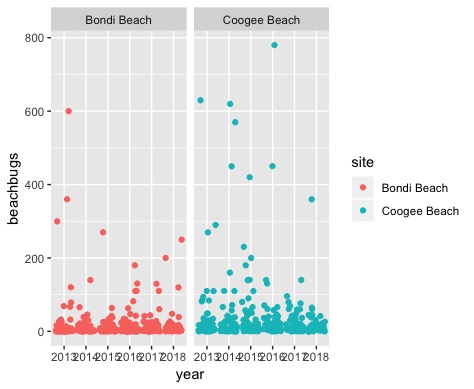 Bondi Beach Coogee Beach
800
600
400
200
0
beachbugs
2013 2014 2015 2016 2017 2018 2013 2014 2015 2016 2017 2018
year
site
Bondi Beach
Coogee Beach